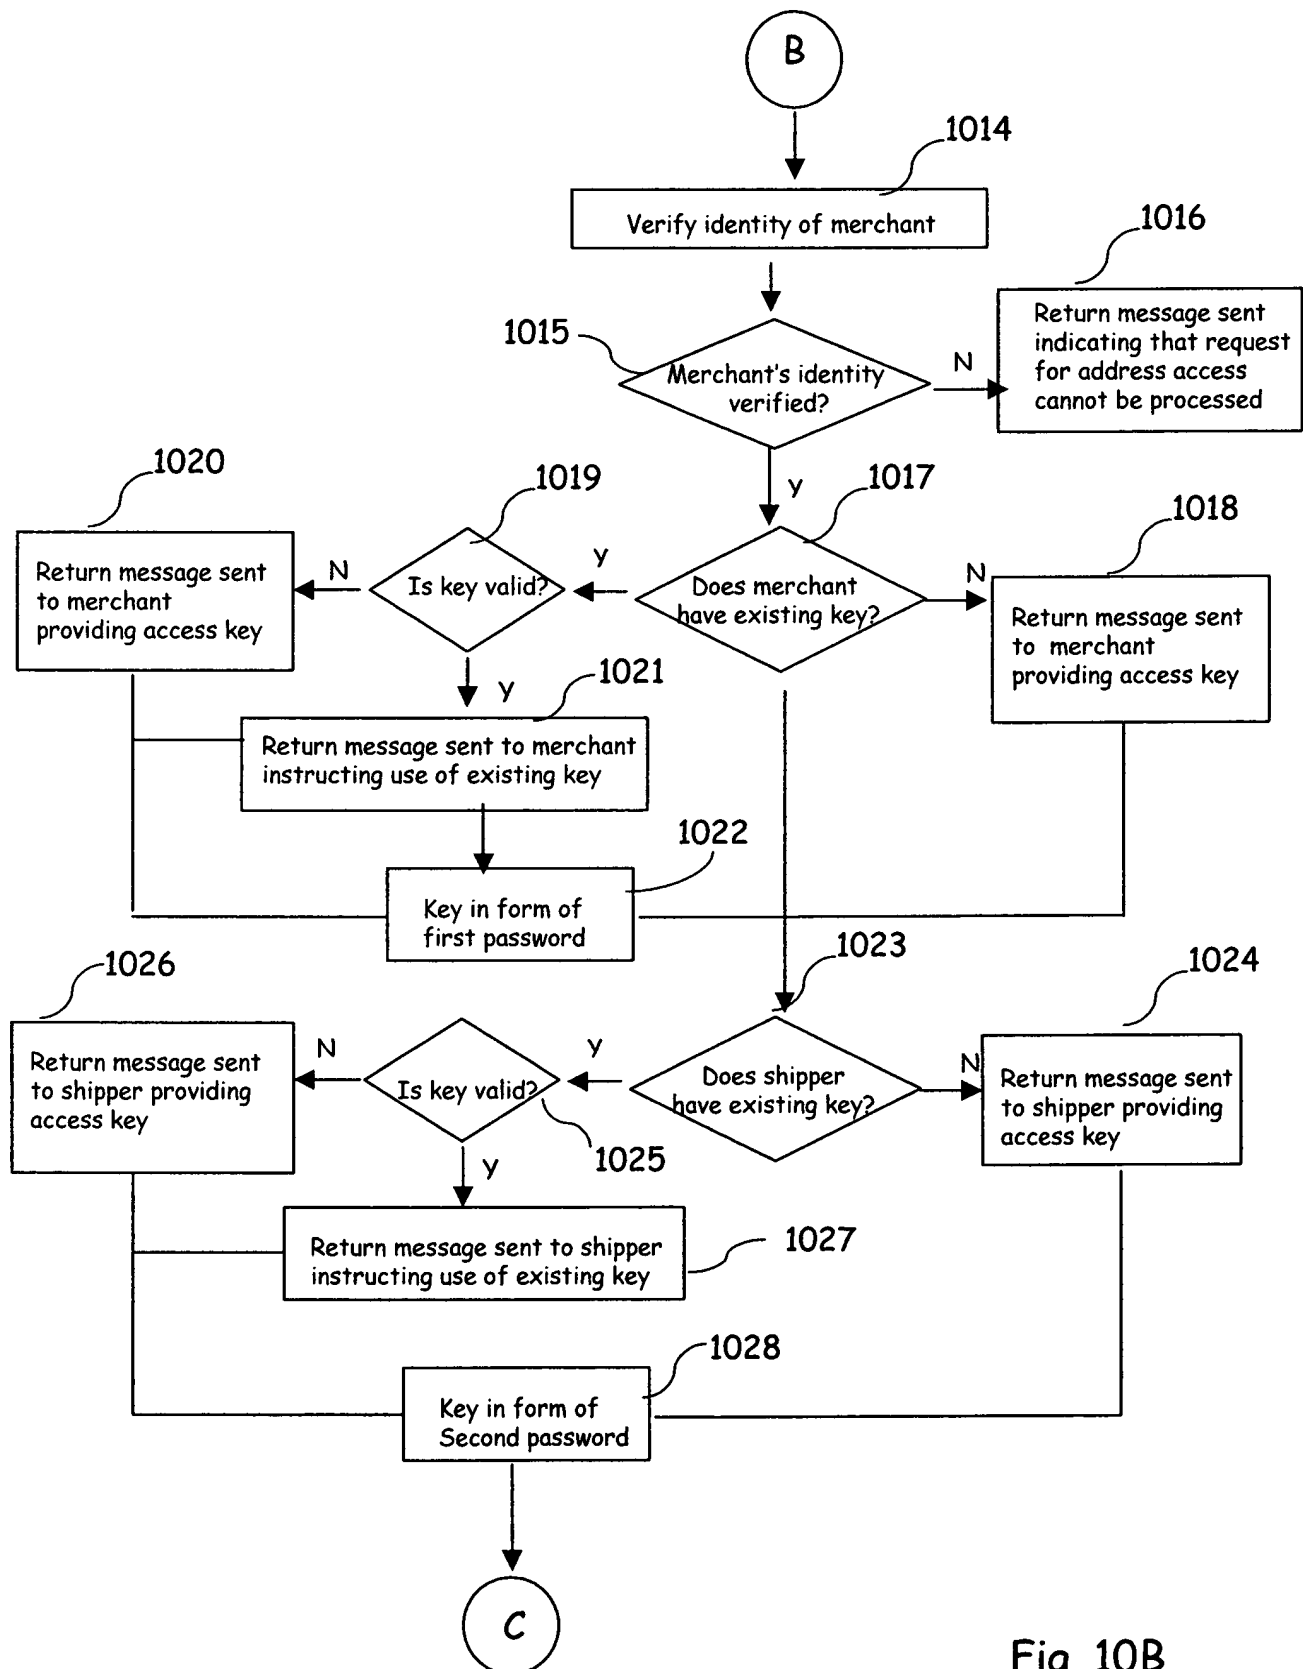 B
1014
Verify identity of merchant
1016
Return message sent
indicating that request
for address access
cannot be processed
1015
Merchant's identity
verified?
N
Y
1020
1019
1017
1018
Return message sent
to merchant
providing access key
N
Is key valid?
Y
Does merchant
have existing key?
N
Return message sent
to merchant
providing access key
Y
1021
Return message sent to merchant
instructing use of existing key
1022
Key in form of
first password
1026
1023
1024
Return message sent
to shipper providing
access key
N
Is key valid?
Y
Does shipper
have existing key?
N
Return message sent
to shipper providing
access key
1025
Y
Return message sent to shipper
instructing use of existing key
1027
1028
Key in form of
Second password
C
Fig 10B